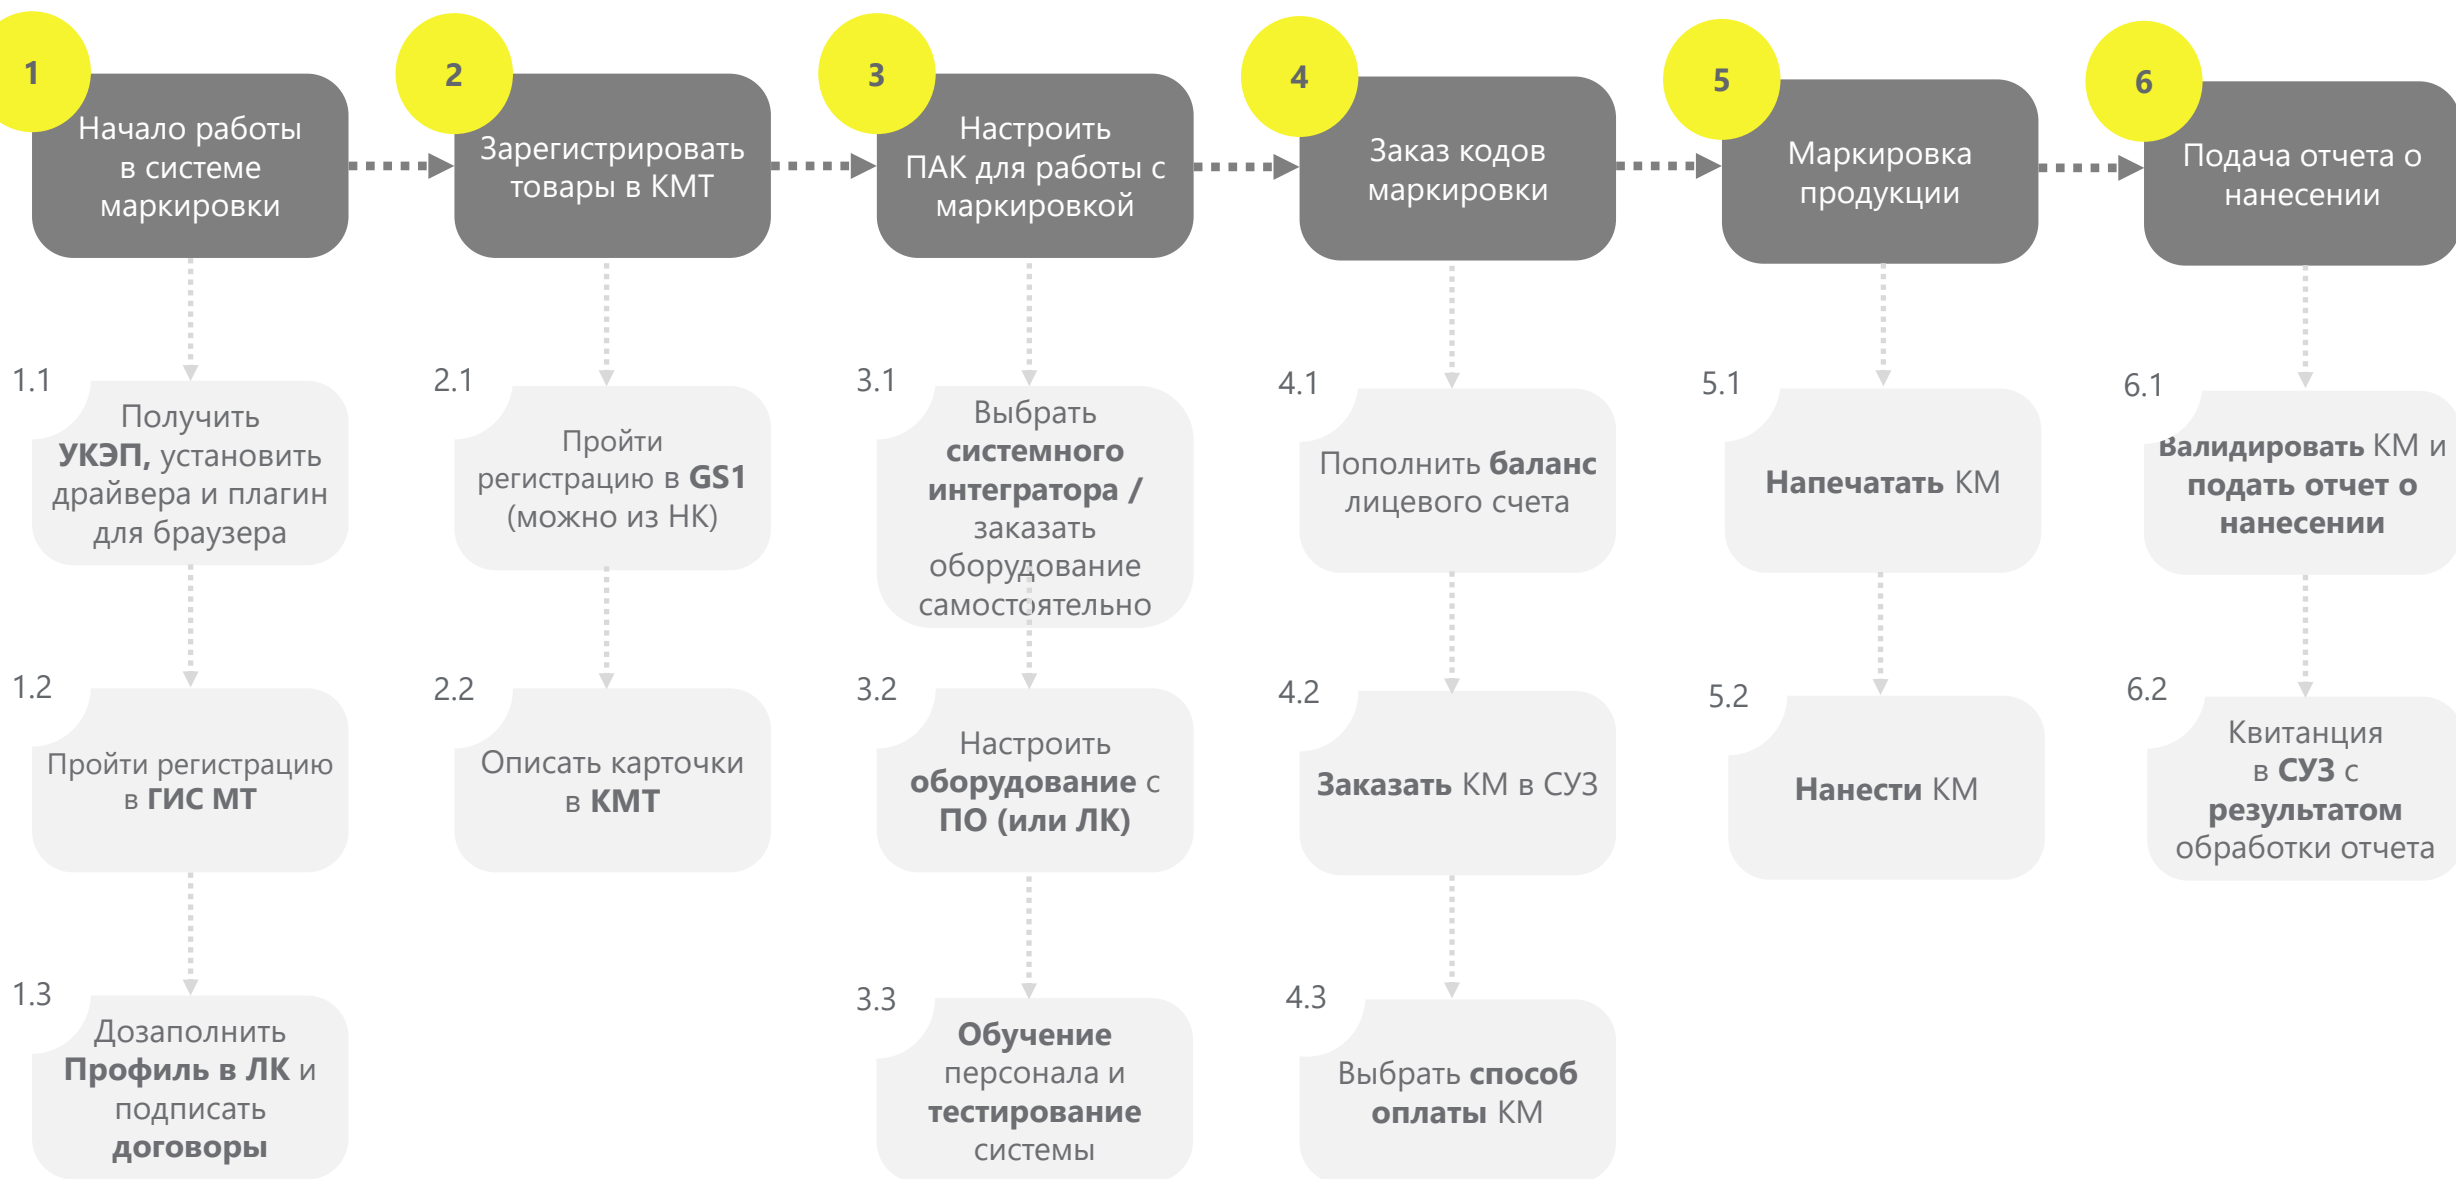 1
Начало работы
в системе
маркировки
2
Зарегистрировать
товары в КМТ
3
Настроить
ПАК для работы с
маркировкой
4
Заказ кодов
маркировки
5
Маркировка
продукции
6
Подача отчета о
нанесении
1.1
Получить
УКЭП, установить
драйвера и плагин
для браузера
2.1
Пройти
регистрацию в GS1
(можно из НК)
3.1
Выбрать
системного
интегратора /
заказать
оборудование
самостоятельно
4.1
Пополнить баланс
лицевого счета
5.1
Напечатать КМ
6.1
Валидировать КМ и
подать отчет о
нанесении
1.2
Пройти регистрацию
в ГИС МТ
2.2
Описать карточки
в КМТ
3.2
Настроить
оборудование с
ПО (или ЛК)
4.2
Заказать КМ в СУЗ
5.2
Нанести КМ
6.2
Квитанция
в СУЗ с
результатом
обработки отчета
1.3
Дозаполнить
Профиль в ЛК и
подписать
договоры
3.3
Обучение
персонала и
тестирование
системы
4.3
Выбрать способ
оплаты КМ